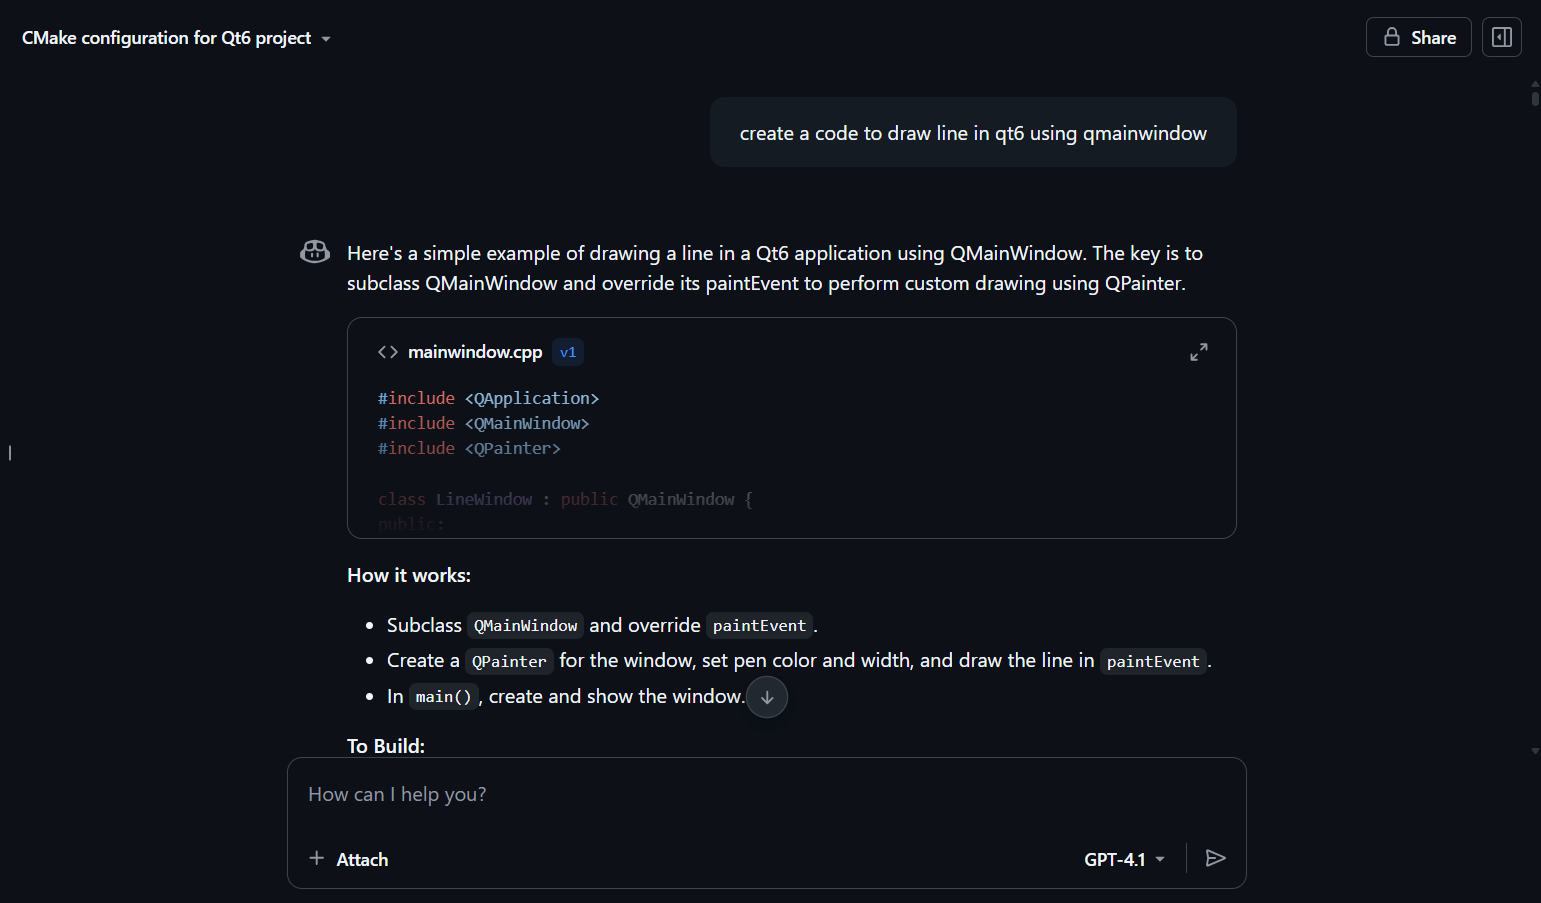 CMake configuration for Qt6 project
Share
create a code to draw line in qt6 using qmainwindow
Here's a simple example of drawing a line in a Qt6 application using QMainWindow. The key is to
subclass QMainWindow and override its paintEvent to perform custom drawing using QPainter.
<> mainwindow.cpp v1
#include <QApplication>
#include <QMainWindow>
#include <QPainter>
class LineWindow : public QMainWindow {
public:
How it works:
• Subclass QMainWindow and override paintEvent.
• Create a QPainter for the window, set pen color and width, and draw the line in paintEvent.
• In main(), create and show the window.
To Build:
How can I help you?
+ Attach
GPT-4.1